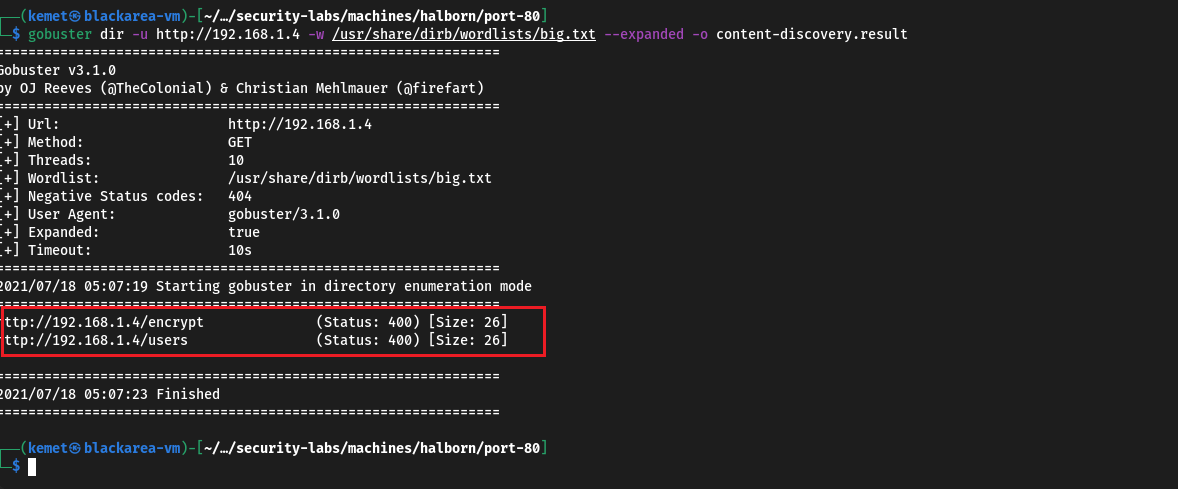 (kemet㉿blackarea-vm)-[~/…/security-labs/machines/halborn/port-80]
$ gobuster dir -u http://192.168.1.4 -w /usr/share/dirb/wordlists/big.txt --expanded -o content-discovery.result
===============================================================
Gobuster v3.1.0
by OJ Reeves (@TheColonial) & Christian Mehlmauer (@firefart)
===============================================================
[+] Url:                     http://192.168.1.4
[+] Method:                  GET
[+] Threads:                 10
[+] Wordlist:                /usr/share/dirb/wordlists/big.txt
[+] Negative Status codes:   404
[+] User Agent:              gobuster/3.1.0
[+] Expanded:                true
[+] Timeout:                 10s
===============================================================
2021/07/18 05:07:19 Starting gobuster in directory enumeration mode
===============================================================
ttp://192.168.1.4/encrypt              (Status: 400) [Size: 26]
ttp://192.168.1.4/users                (Status: 400) [Size: 26]
===============================================================
2021/07/18 05:07:23 Finished
===============================================================
(kemet㉿blackarea-vm)-[~/…/security-labs/machines/halborn/port-80]
$